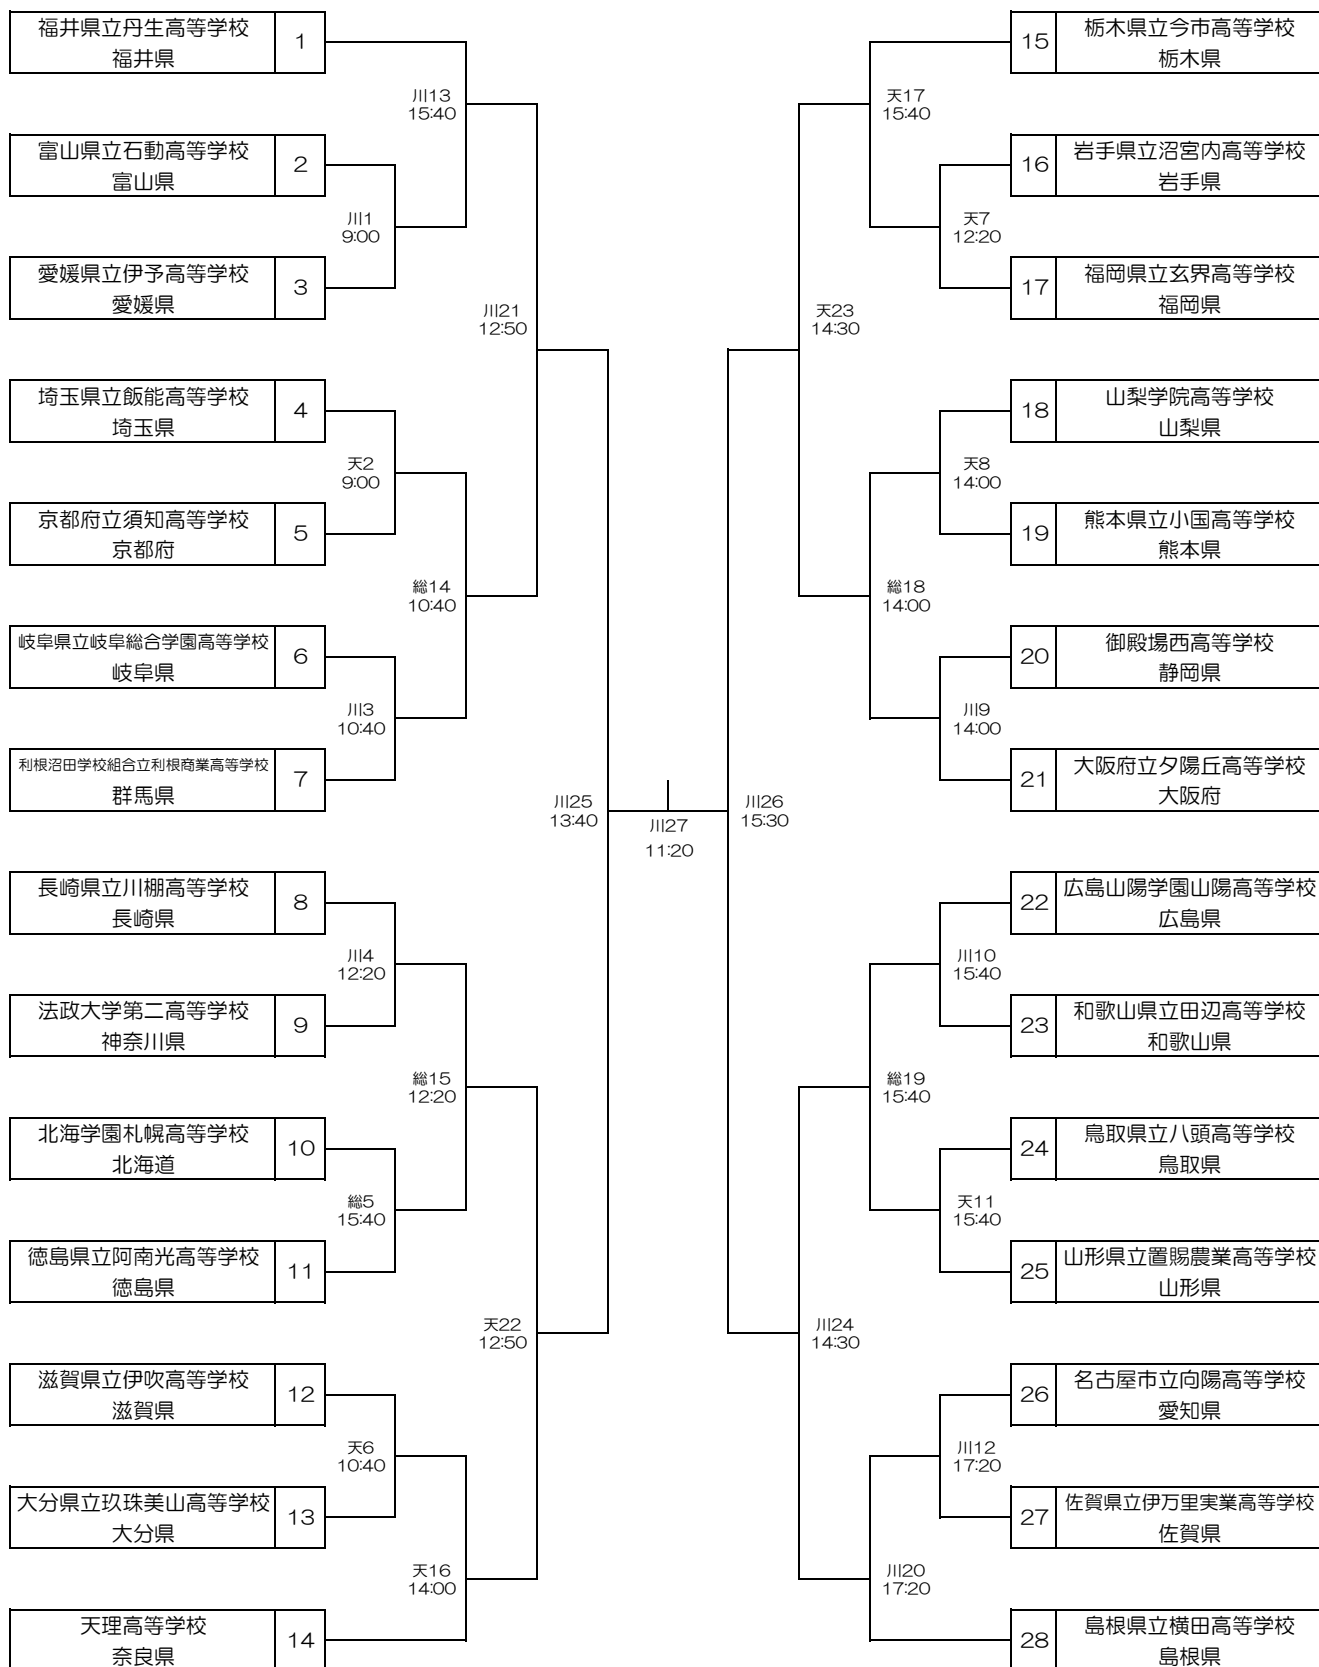 福井県立丹生高等学校
福井県
1
川13
15:40
富山県立石動高等学校
富山県
2
川1
9:00
愛媛県立伊予高等学校
愛媛県
3
川21
12:50
埼玉県立飯能高等学校
埼玉県
4
天2
9:00
京都府立須知高等学校
京都府
5
総14
10:40
岐阜県立岐阜総合学園高等学校
岐阜県
6
川3
10:40
利根沼田学校組合立利根商業高等学校
群馬県
7
川25
13:40
長崎県立川棚高等学校
長崎県
8
川4
12:20
法政大学第二高等学校
神奈川県
9
総15
12:20
北海学園札幌高等学校
北海道
10
総5
15:40
徳島県立阿南光高等学校
徳島県
11
天22
12:50
滋賀県立伊吹高等学校
滋賀県
12
天6
10:40
大分県立玖珠美山高等学校
大分県
13
天16
14:00
天理高等学校
奈良県
14
川27
11:20
15
栃木県立今市高等学校
栃木県
天17
15:40
16
岩手県立沼宮内高等学校
岩手県
天7
12:20
17
福岡県立玄界高等学校
福岡県
天23
14:30
18
山梨学院高等学校
山梨県
天8
14:00
19
熊本県立小国高等学校
熊本県
総18
14:00
20
御殿場西高等学校
静岡県
川9
14:00
21
大阪府立夕陽丘高等学校
大阪府
川26
15:30
22
広島山陽学園山陽高等学校
広島県
川10
15:40
23
和歌山県立田辺高等学校
和歌山県
総19
15:40
24
鳥取県立八頭高等学校
鳥取県
天11
15:40
25
山形県立置賜農業高等学校
山形県
川24
14:30
26
名古屋市立向陽高等学校
愛知県
川12
17:20
27
佐賀県立伊万里実業高等学校
佐賀県
川20
17:20
28
島根県立横田高等学校
島根県